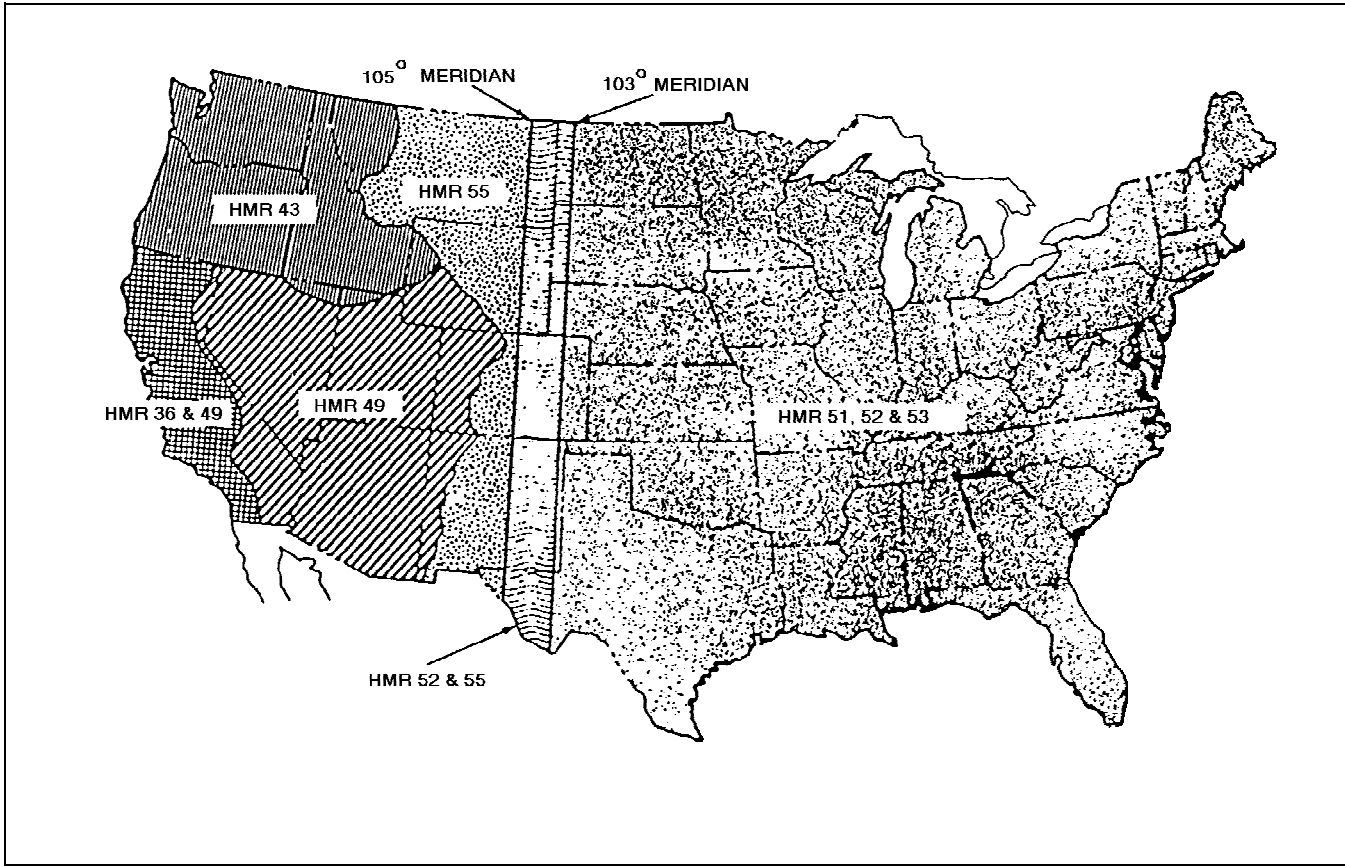 105° MERIDIAN
103° MERIDIAN
HMR 55
HMR 43
HMR 49
HMR 36 & 49
HMR 51, 52 & 53
HMR 52 & 55